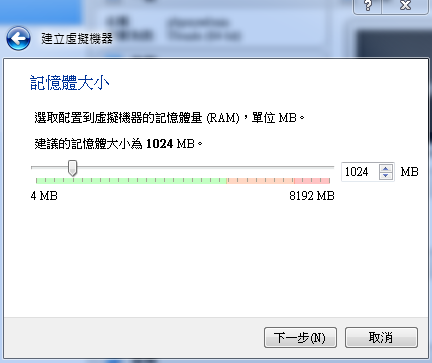 建立虛擬機器
記憶體大小
選取配置到虛擬機器的記憶體量 (RAM)，單位 MB。
建議的記憶體大小為 1024 MB。
1024 MB
4 MB 8192 MB
下一步(N) 取消